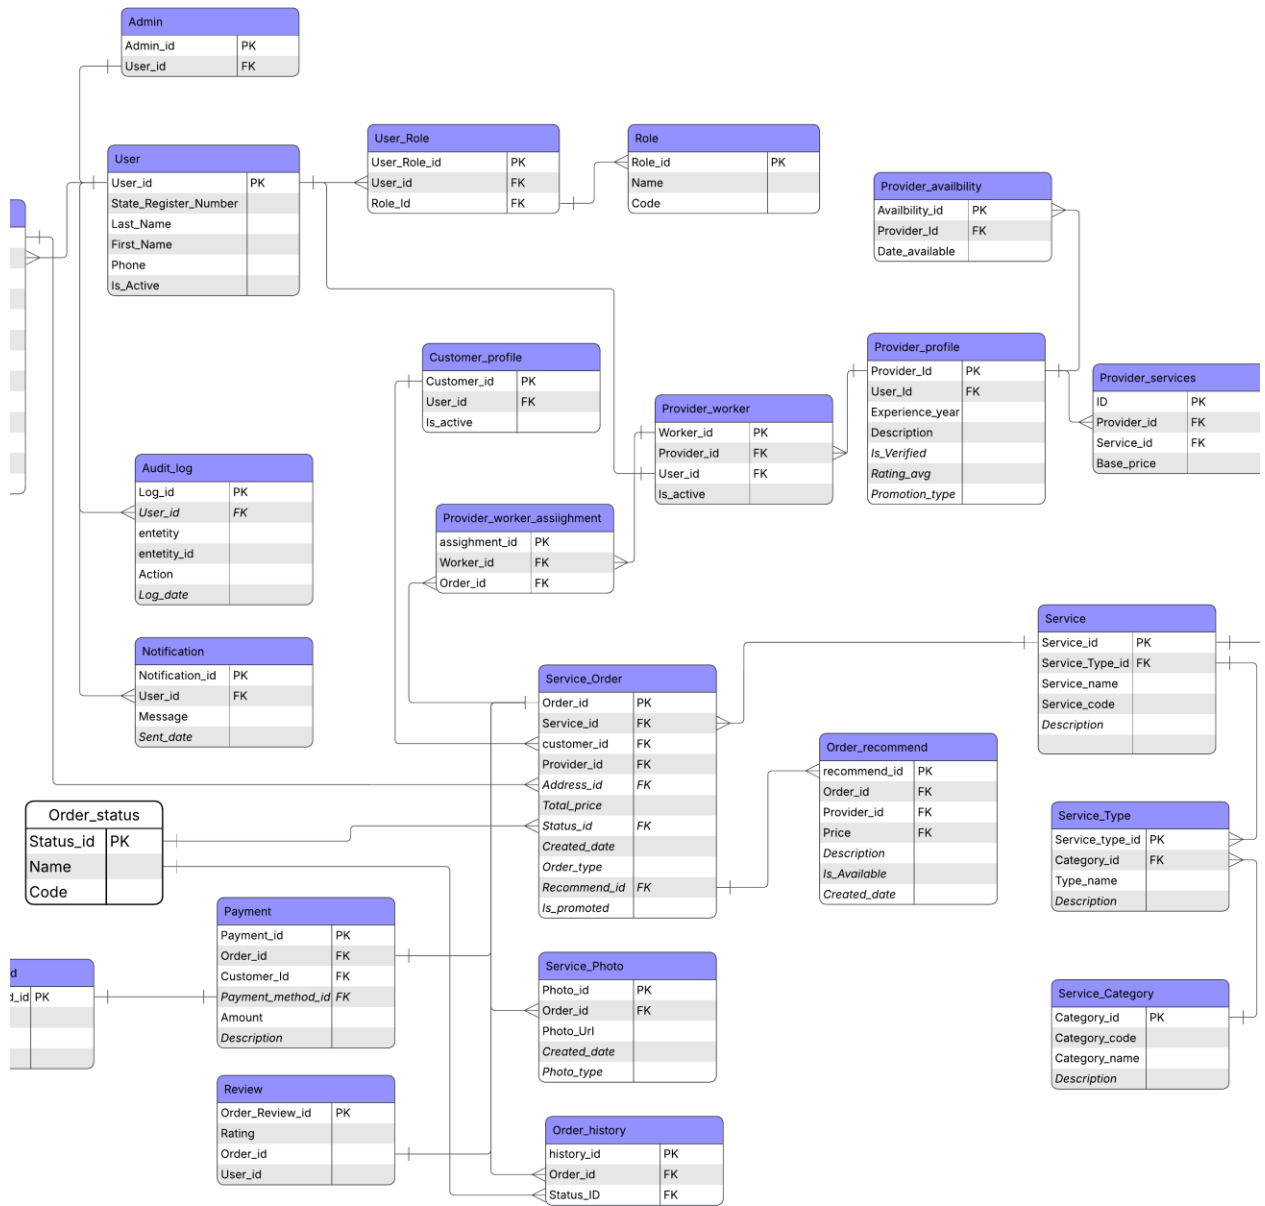 Admin
Admin_id PK
User_id FK
User
User_id PK
State_Register_Number
Last_Name
First_Name
Phone
Is_Active
User_Role
User_Role_id PK
User_id FK
Role_Id FK
Role
Role_id PK
Name
Code
Provider_availbility
Availbility_id PK
Provider_Id FK
Date_available
Customer_profile
Customer_id PK
User_id FK
Is_active
Provider_worker
Worker_id PK
Provider_id FK
User_id FK
Is_active
Provider_profile
Provider_Id PK
User_Id FK
Experience_year
Description
Is_Verified
Rating_avg
Promotion_type
Provider_services
ID PK
Provider_id FK
Service_id FK
Base_price
Audit_log
Log_id PK
User_id FK
entetity
entetity_id
Action
Log_date
Provider_worker_assiighment
assighment_id PK
Worker_id FK
Order_id FK
Notification
Notification_id PK
User_id FK
Message
Sent_date
Service_Order
Order_id PK
Service_id FK
customer_id FK
Provider_id FK
Address_id FK
Total_price
Status_id FK
Created_date
Order_type
Recommend_id FK
Is_promoted
Service
Service_id PK
Service_Type_id FK
Service_name
Service_code
Description
Order_recommend
recommend_id PK
Order_id FK
Provider_id FK
Price FK
Description
Is_Available
Created_date
Order_status
Status_id PK
Name
Code
Service_Type
Service_type_id PK
Category_id FK
Type_name
Description
Payment
Payment_id PK
Order_id FK
Customer_Id FK
Payment_method_id FK
Amount
Description
d
d_id PK
Service_Photo
Photo_id PK
Order_id FK
Photo_Url
Created_date
Photo_type
Service_Category
Category_id PK
Category_code
Category_name
Description
Review
Order_Review_id PK
Rating
Order_id
User_id
Order_history
history_id PK
Order_id FK
Status_ID FK